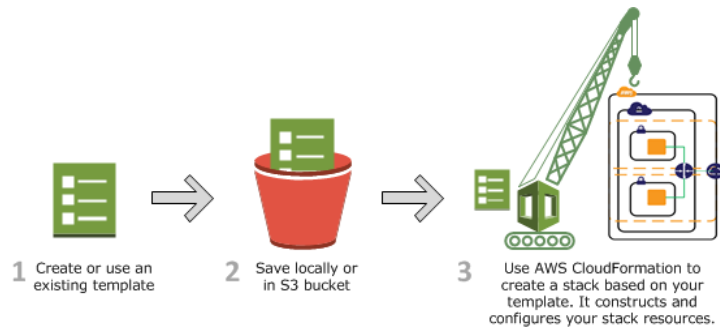 AWS
1 Create or use an
existing template
2 Save locally or
in S3 bucket
3 Use AWS CloudFormation to
create a stack based on your
template. It constructs and
configures your stack resources.